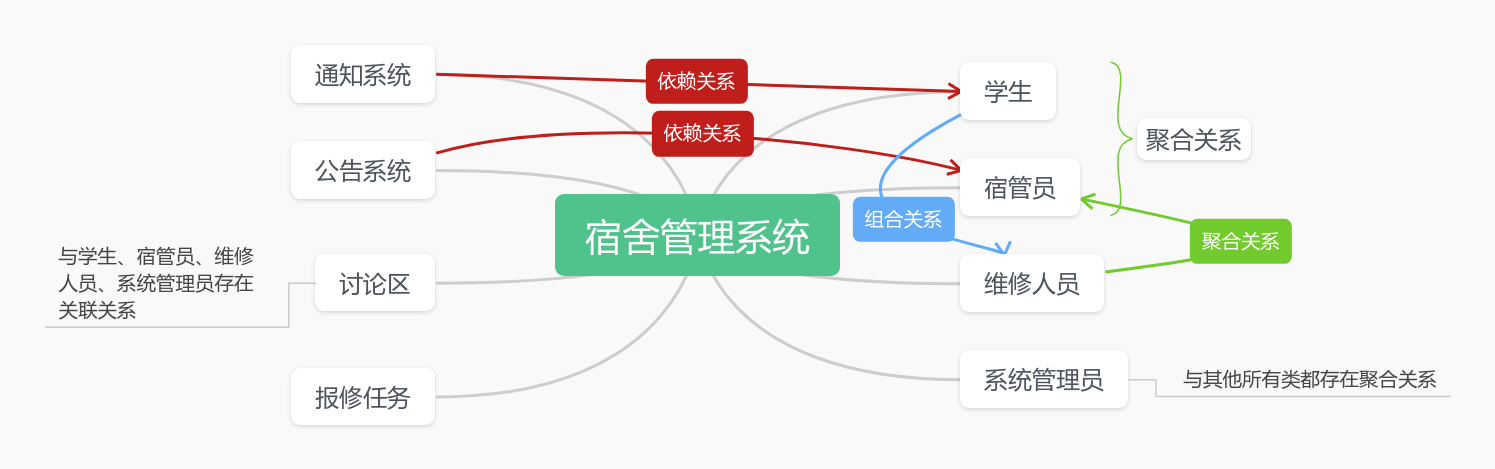 通知系统
依赖关系
学生
公告系统
依赖关系
聚合关系
宿管员
宿舍管理系统
组合关系
聚合关系
与学生、宿管员、维修
人员、系统管理员存在
关联关系
讨论区
维修人员
报修任务
系统管理员
与其他所有类都存在聚合关系